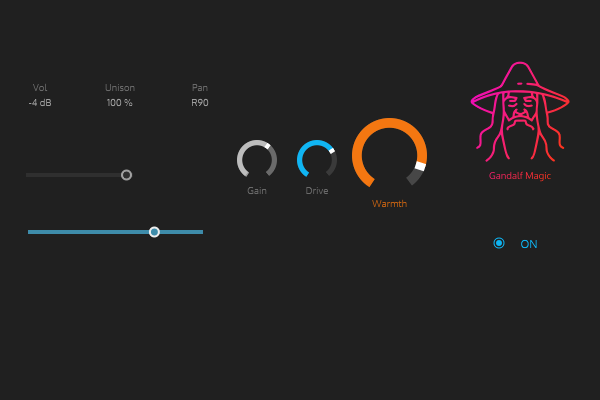 Vol Unison Pan
-4 dB 100 % R90
Gain Drive
Warmth
Gandalf Magic
ON